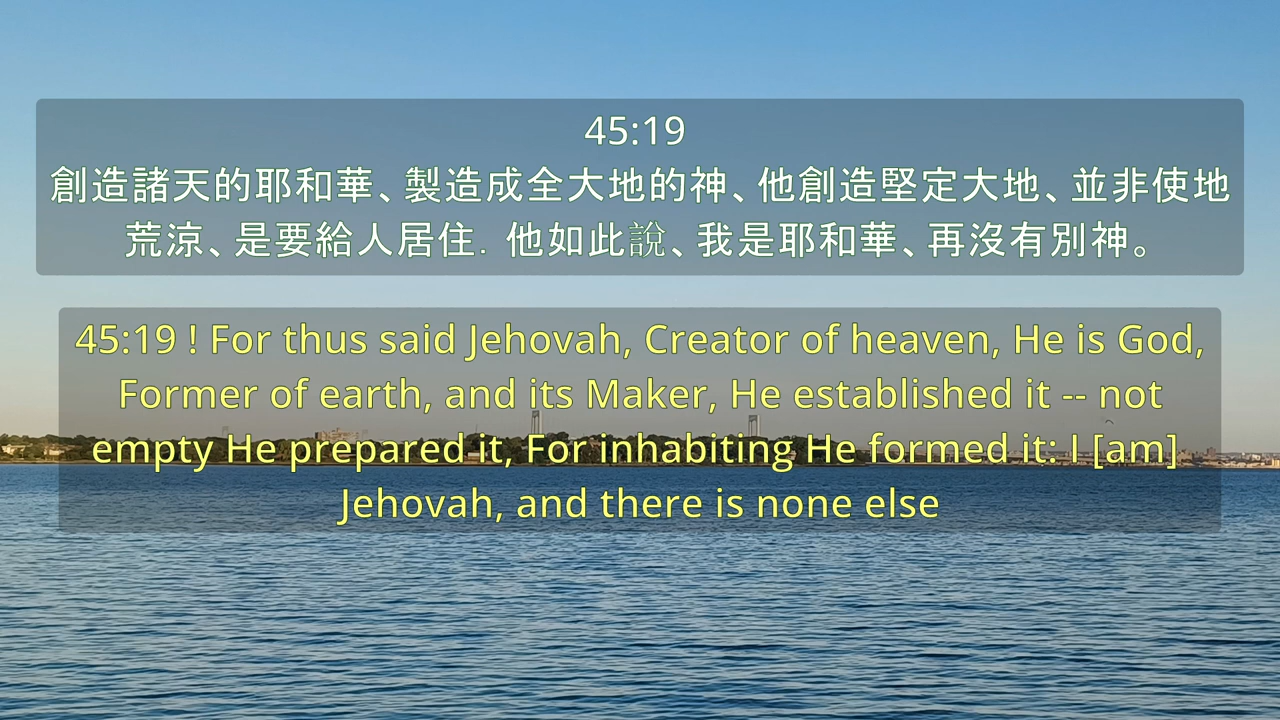 45:19
創造諸天的耶和華、製造成全大地的神、他創造堅定大地、並非使地
荒涼、是要給人居住. 他如此說、我是耶和華、再沒有別神。
45:19 ! For thus said Jehovah, Creator of heaven, He is God,
Former of earth, and its Maker, He established it -- not
empty He prepared it, For inhabiting He formed it: I [am]
Jehovah, and there is none else